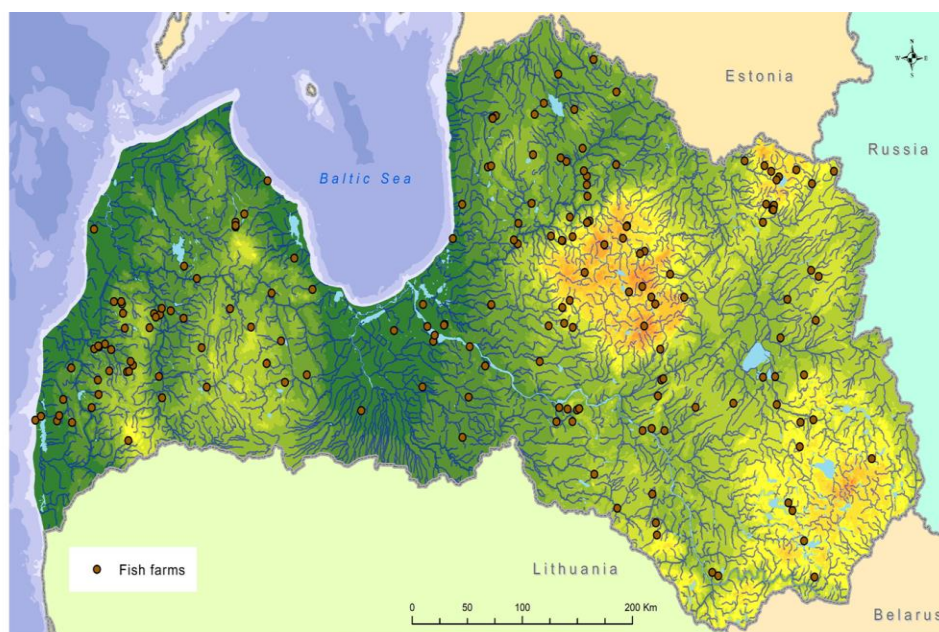 N
W E
S
Estonia
Russia
Baltic Sea
Fish farms
Lithuania
0 50 100 200 Km
Belarus